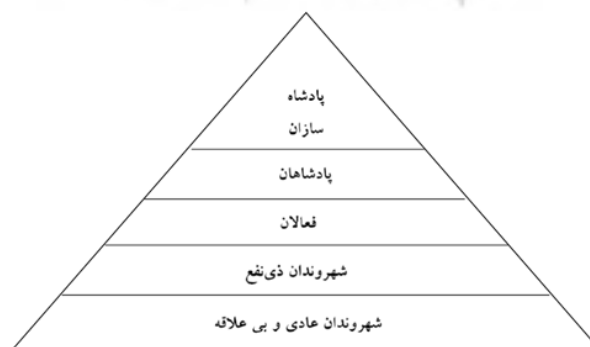 پادشاه
سازان
پادشاهان
فعالان
شهروندان ذی‌نفع
شهروندان عادی و بی علاقه